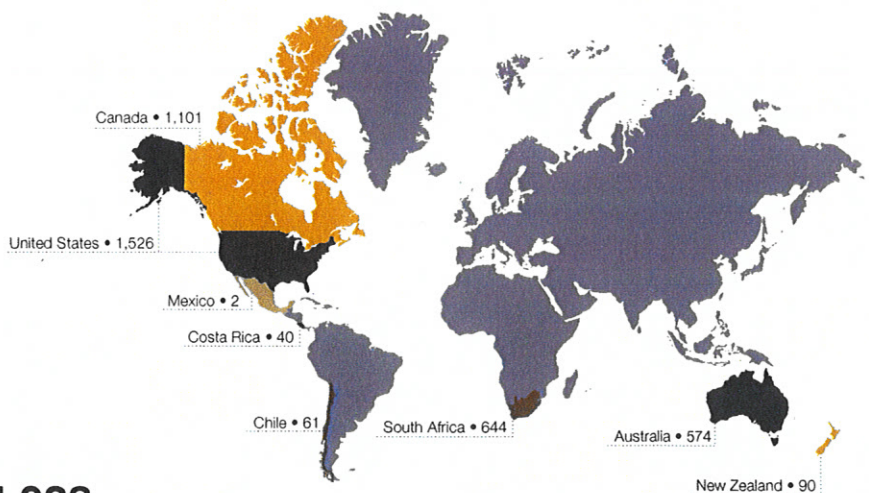 Canada • 1,101
United States • 1,526
Mexico • 2
Costa Rica • 40
Chile • 61
South Africa • 644
Australia • 574
New Zealand • 90